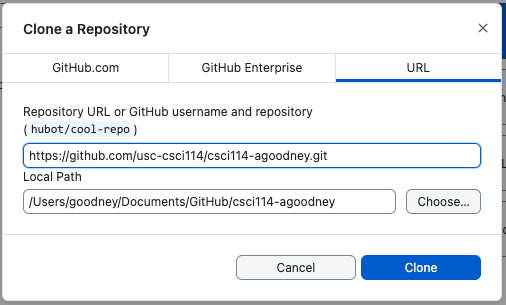 Clone a Repository
GitHub.com
GitHub Enterprise
URL
Repository URL or GitHub username and repository
(hubot/cool-repo)
https://github.com/usc-csci114/csci114-agoodney.git
Local Path
/Users/goodney/Documents/GitHub/csci114-agoodney
Choose...
Cancel
Clone